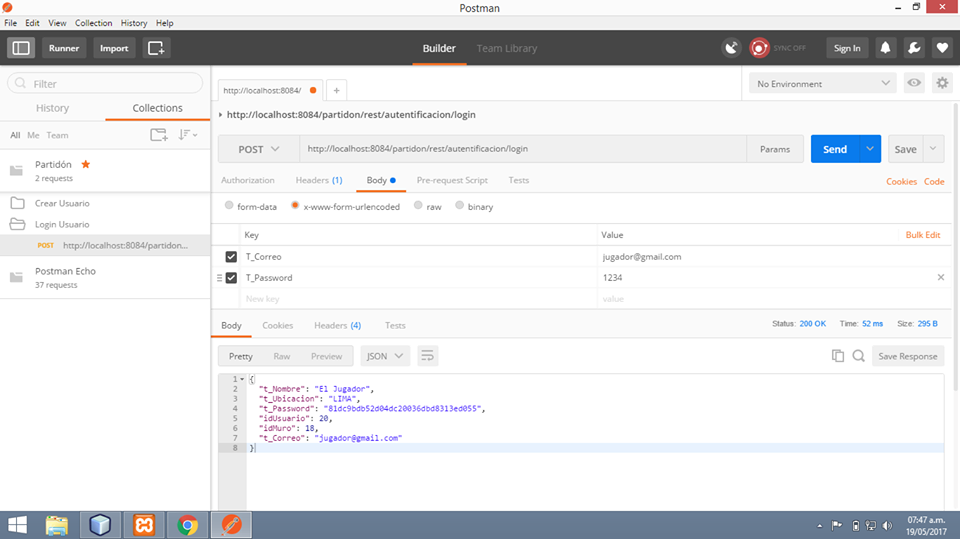 Postman
File Edit View Collection History Help
Runner Import Builder Team Library SYNC OFF Sign In
Filter
History Collections
All Me Team
Partidón
2 requests
Crear Usuario
Login Usuario
POST http://localhost:8084/partidon...
Postman Echo
37 requests
http://localhost:8084/ + No Environment
http://localhost:8084/partidon/rest/autentificacion/login
POST http://localhost:8084/partidon/rest/autentificacion/login Params Send Save
Authorization Headers (1) Body Pre-request Script Tests Cookies Code
form-data x-www-form-urlencoded raw binary
Key Value Bulk Edit
T_Correo jugador@gmail.com
T_Password 1234
New key value
Body Cookies Headers (4) Tests Status: 200 OK Time: 52 ms Size: 295 B
Pretty Raw Preview JSON Save Response
1 {
2 "t_Nombre": "El Jugador",
3 "t_Ubicacion": "LIMA",
4 "t_Password": "81dc9bdb52d04dc20036dbd8313ed055",
5 "idUsuario": 20,
6 "idMuro": 18,
7 "t_Correo": "jugador@gmail.com"
8 }
07:47 a.m.
19/05/2017